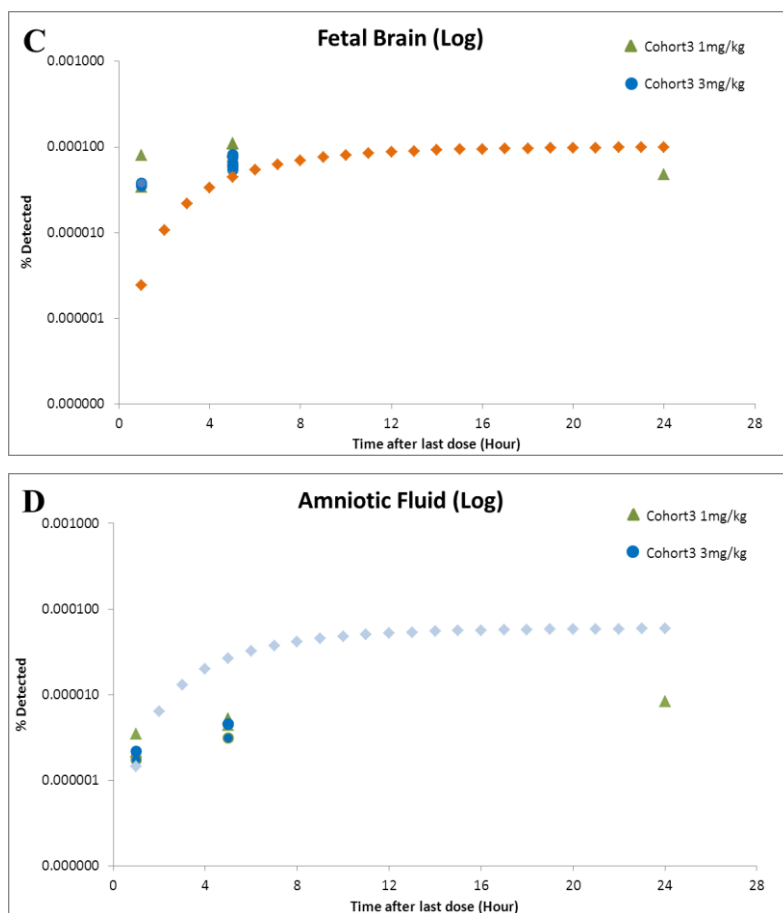 C
Fetal Brain (Log)
Cohort3 1mg/kg
Cohort3 3mg/kg
0.001000
0.000100
0.000010
0.000001
0.000000
% Detected
0 4 8 12 16 20 24 28
Time after last dose (Hour)
D
Amniotic Fluid (Log)
Cohort3 1mg/kg
Cohort3 3mg/kg
0.001000
0.000100
0.000010
0.000001
0.000000
% Detected
0 4 8 12 16 20 24 28
Time after last dose (Hour)